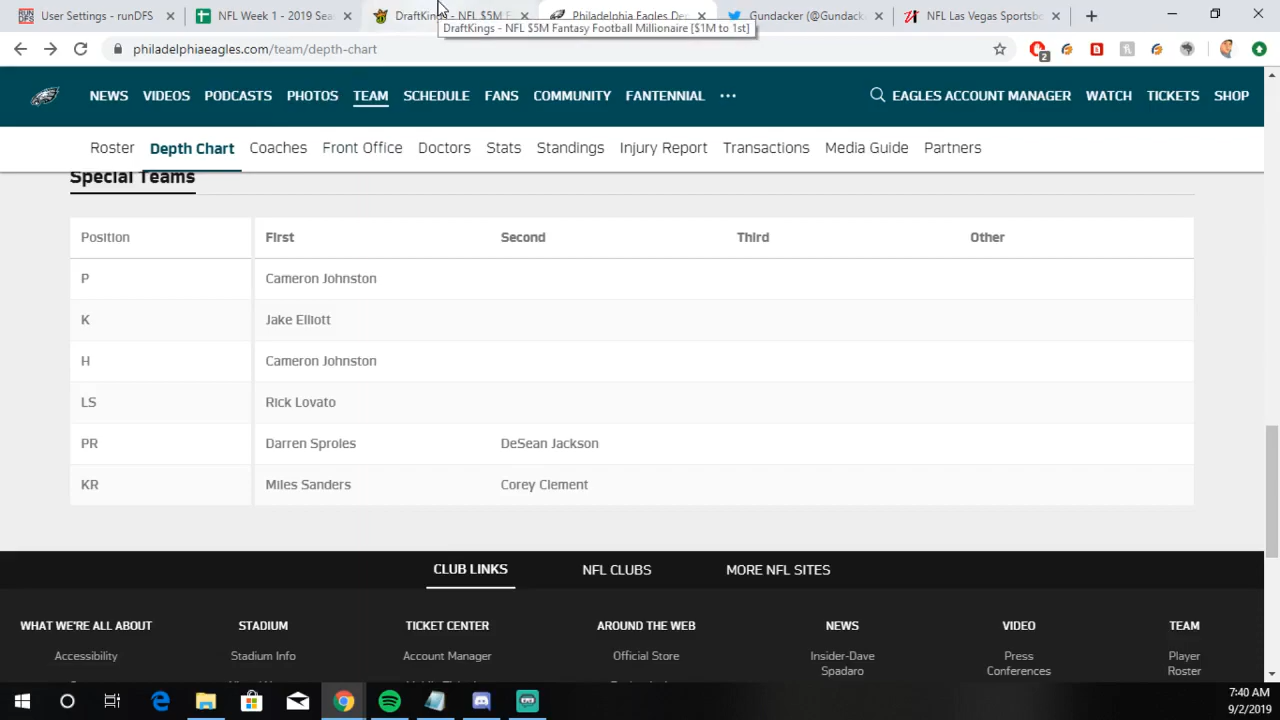 User Settings - runDFS
NFL Week 1 - 2019 Sea
DraftKings - NFL $5M F
Philadelphia Eagles De
Gundacker (@Gundack
NFL Las Vegas Sportsb
DraftKings - NFL $5M Fantasy Football Millionaire [$1M to 1st]
philadelphiaeagles.com/team/depth-chart
2
NEWS VIDEOS PODCASTS PHOTOS TEAM SCHEDULE FANS COMMUNITY FANTENNIAL ••• EAGLES ACCOUNT MANAGER WATCH TICKETS SHOP
Roster Depth Chart Coaches Front Office Doctors Stats Standings Injury Report Transactions Media Guide Partners
Special Teams
Position First Second Third Other
P Cameron Johnston
K Jake Elliott
H Cameron Johnston
LS Rick Lovato
PR Darren Sproles DeSean Jackson
KR Miles Sanders Corey Clement
CLUB LINKS NFL CLUBS MORE NFL SITES
WHAT WE'RE ALL ABOUT STADIUM TICKET CENTER AROUND THE WEB NEWS VIDEO TEAM
Accessibility Stadium Info Account Manager Official Store Insider-Dave Press Player
Spadaro Conferences Roster
7:40 AM
9/2/2019